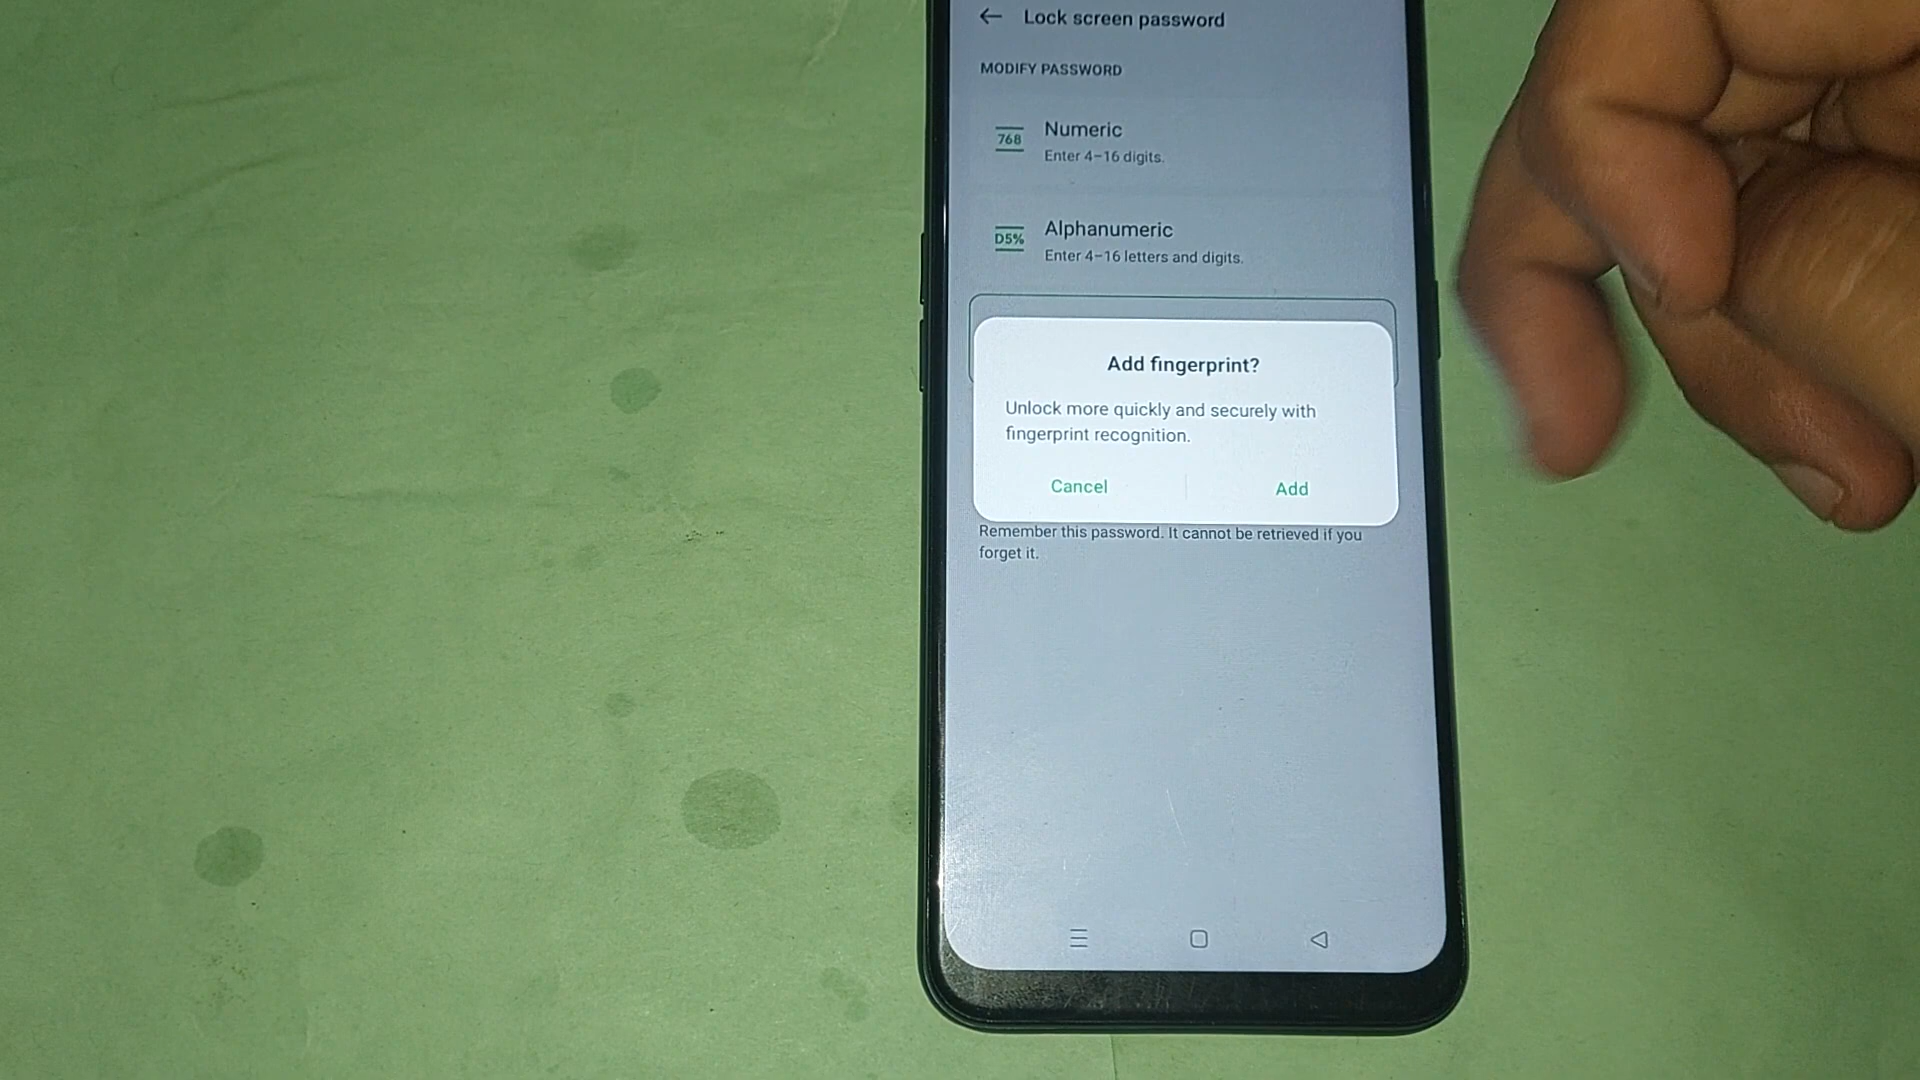 Lock screen password
MODIFY PASSWORD
768
Numeric
Enter 4–16 digits.
D5%
Alphanumeric
Enter 4–16 letters and digits.
Add fingerprint?
Unlock more quickly and securely with
fingerprint recognition.
Cancel
Add
Remember this password. It cannot be retrieved if you
forget it.